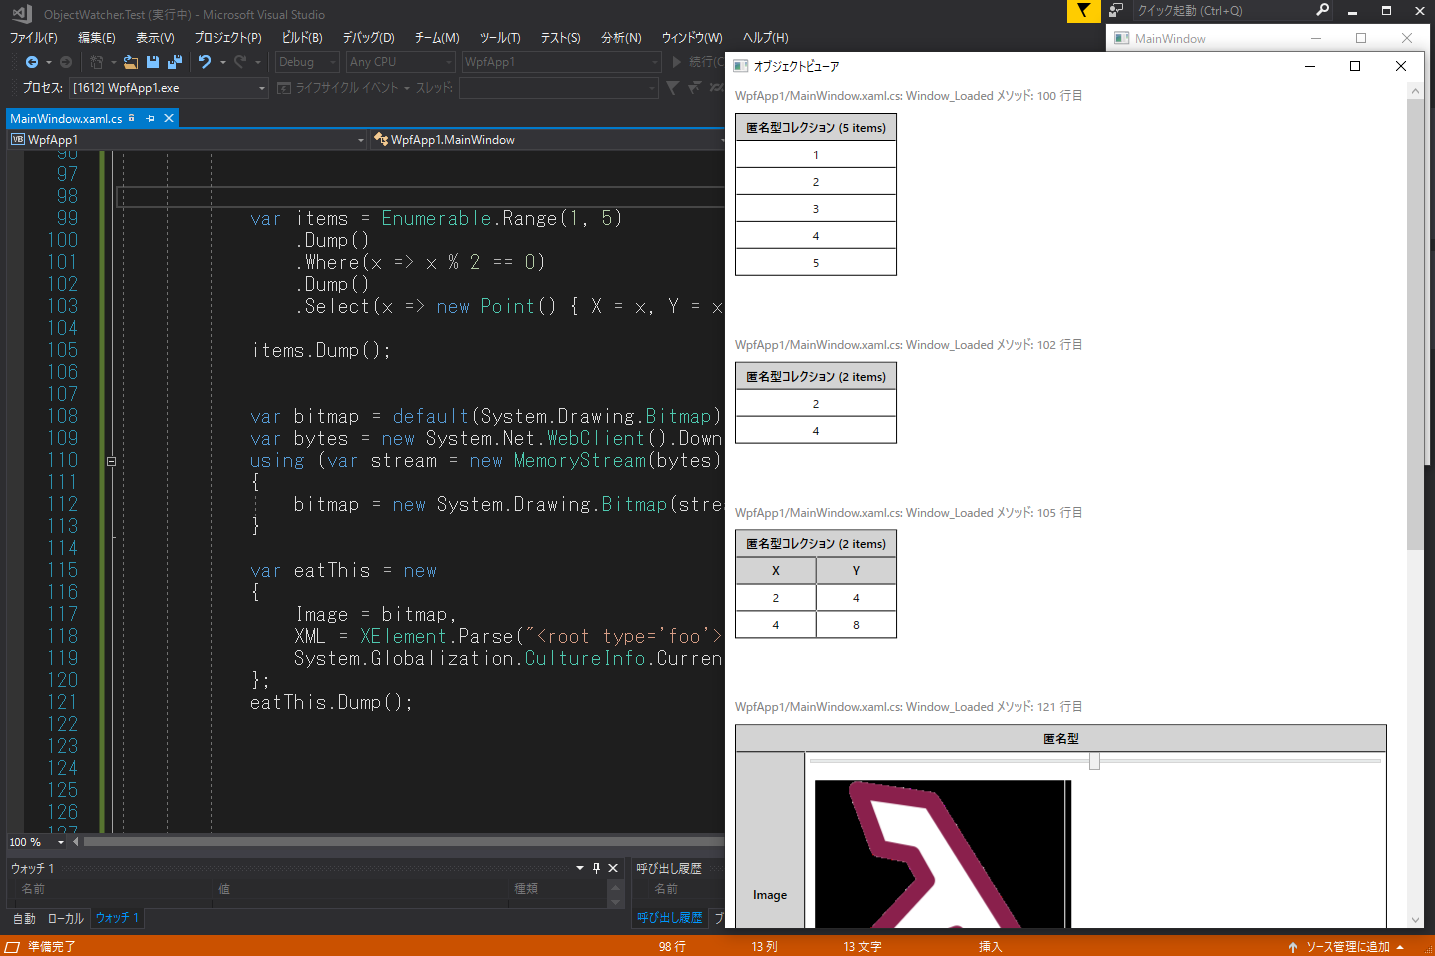 ObjectWatcher.Test (実行中) - Microsoft Visual Studio
クイック起動 (Ctrl+Q)
ファイル(F) 編集(E) 表示(V) プロジェクト(P) ビルド(B) デバッグ(D) チーム(M) ツール(T) テスト(S) 分析(N) ウィンドウ(W) ヘルプ(H)
MainWindow
Debug Any CPU WpfApp1 続行(C
プロセス: [1612] WpfApp1.exe ライフサイクル イベント スレッド:
MainWindow.xaml.cs
VB WpfApp1 WpfApp1.MainWindow
96
97
98
99 var items = Enumerable.Range(1, 5)
100 .Dump()
101 .Where(x => x % 2 == 0)
102 .Dump()
103 .Select(x => new Point() { X = x, Y = x
104
105 items.Dump();
106
107
108 var bitmap = default(System.Drawing.Bitmap)
109 var bytes = new System.Net.WebClient().Down
110 using (var stream = new MemoryStream(bytes)
111 {
112 bitmap = new System.Drawing.Bitmap(strea
113 }
114
115 var eatThis = new
116 {
117 Image = bitmap,
118 XML = XElement.Parse("<root type='foo'>
119 System.Globalization.CultureInfo.Curren
120 };
121 eatThis.Dump();
122
123
124
125
126
127
100 %
ウォッチ 1
名前 値 種類
自動 ローカル ウォッチ 1
呼び出し履歴
名前
呼び出し履歴 ブ
オブジェクトビューア
WpfApp1/MainWindow.xaml.cs: Window_Loaded メソッド: 100 行目
匿名型コレクション (5 items)
1
2
3
4
5
WpfApp1/MainWindow.xaml.cs: Window_Loaded メソッド: 102 行目
匿名型コレクション (2 items)
2
4
WpfApp1/MainWindow.xaml.cs: Window_Loaded メソッド: 105 行目
匿名型コレクション (2 items)
X Y
2 4
4 8
WpfApp1/MainWindow.xaml.cs: Window_Loaded メソッド: 121 行目
匿名型
Image
準備完了 98 行 13 列 13 文字 挿入 ソース管理に追加